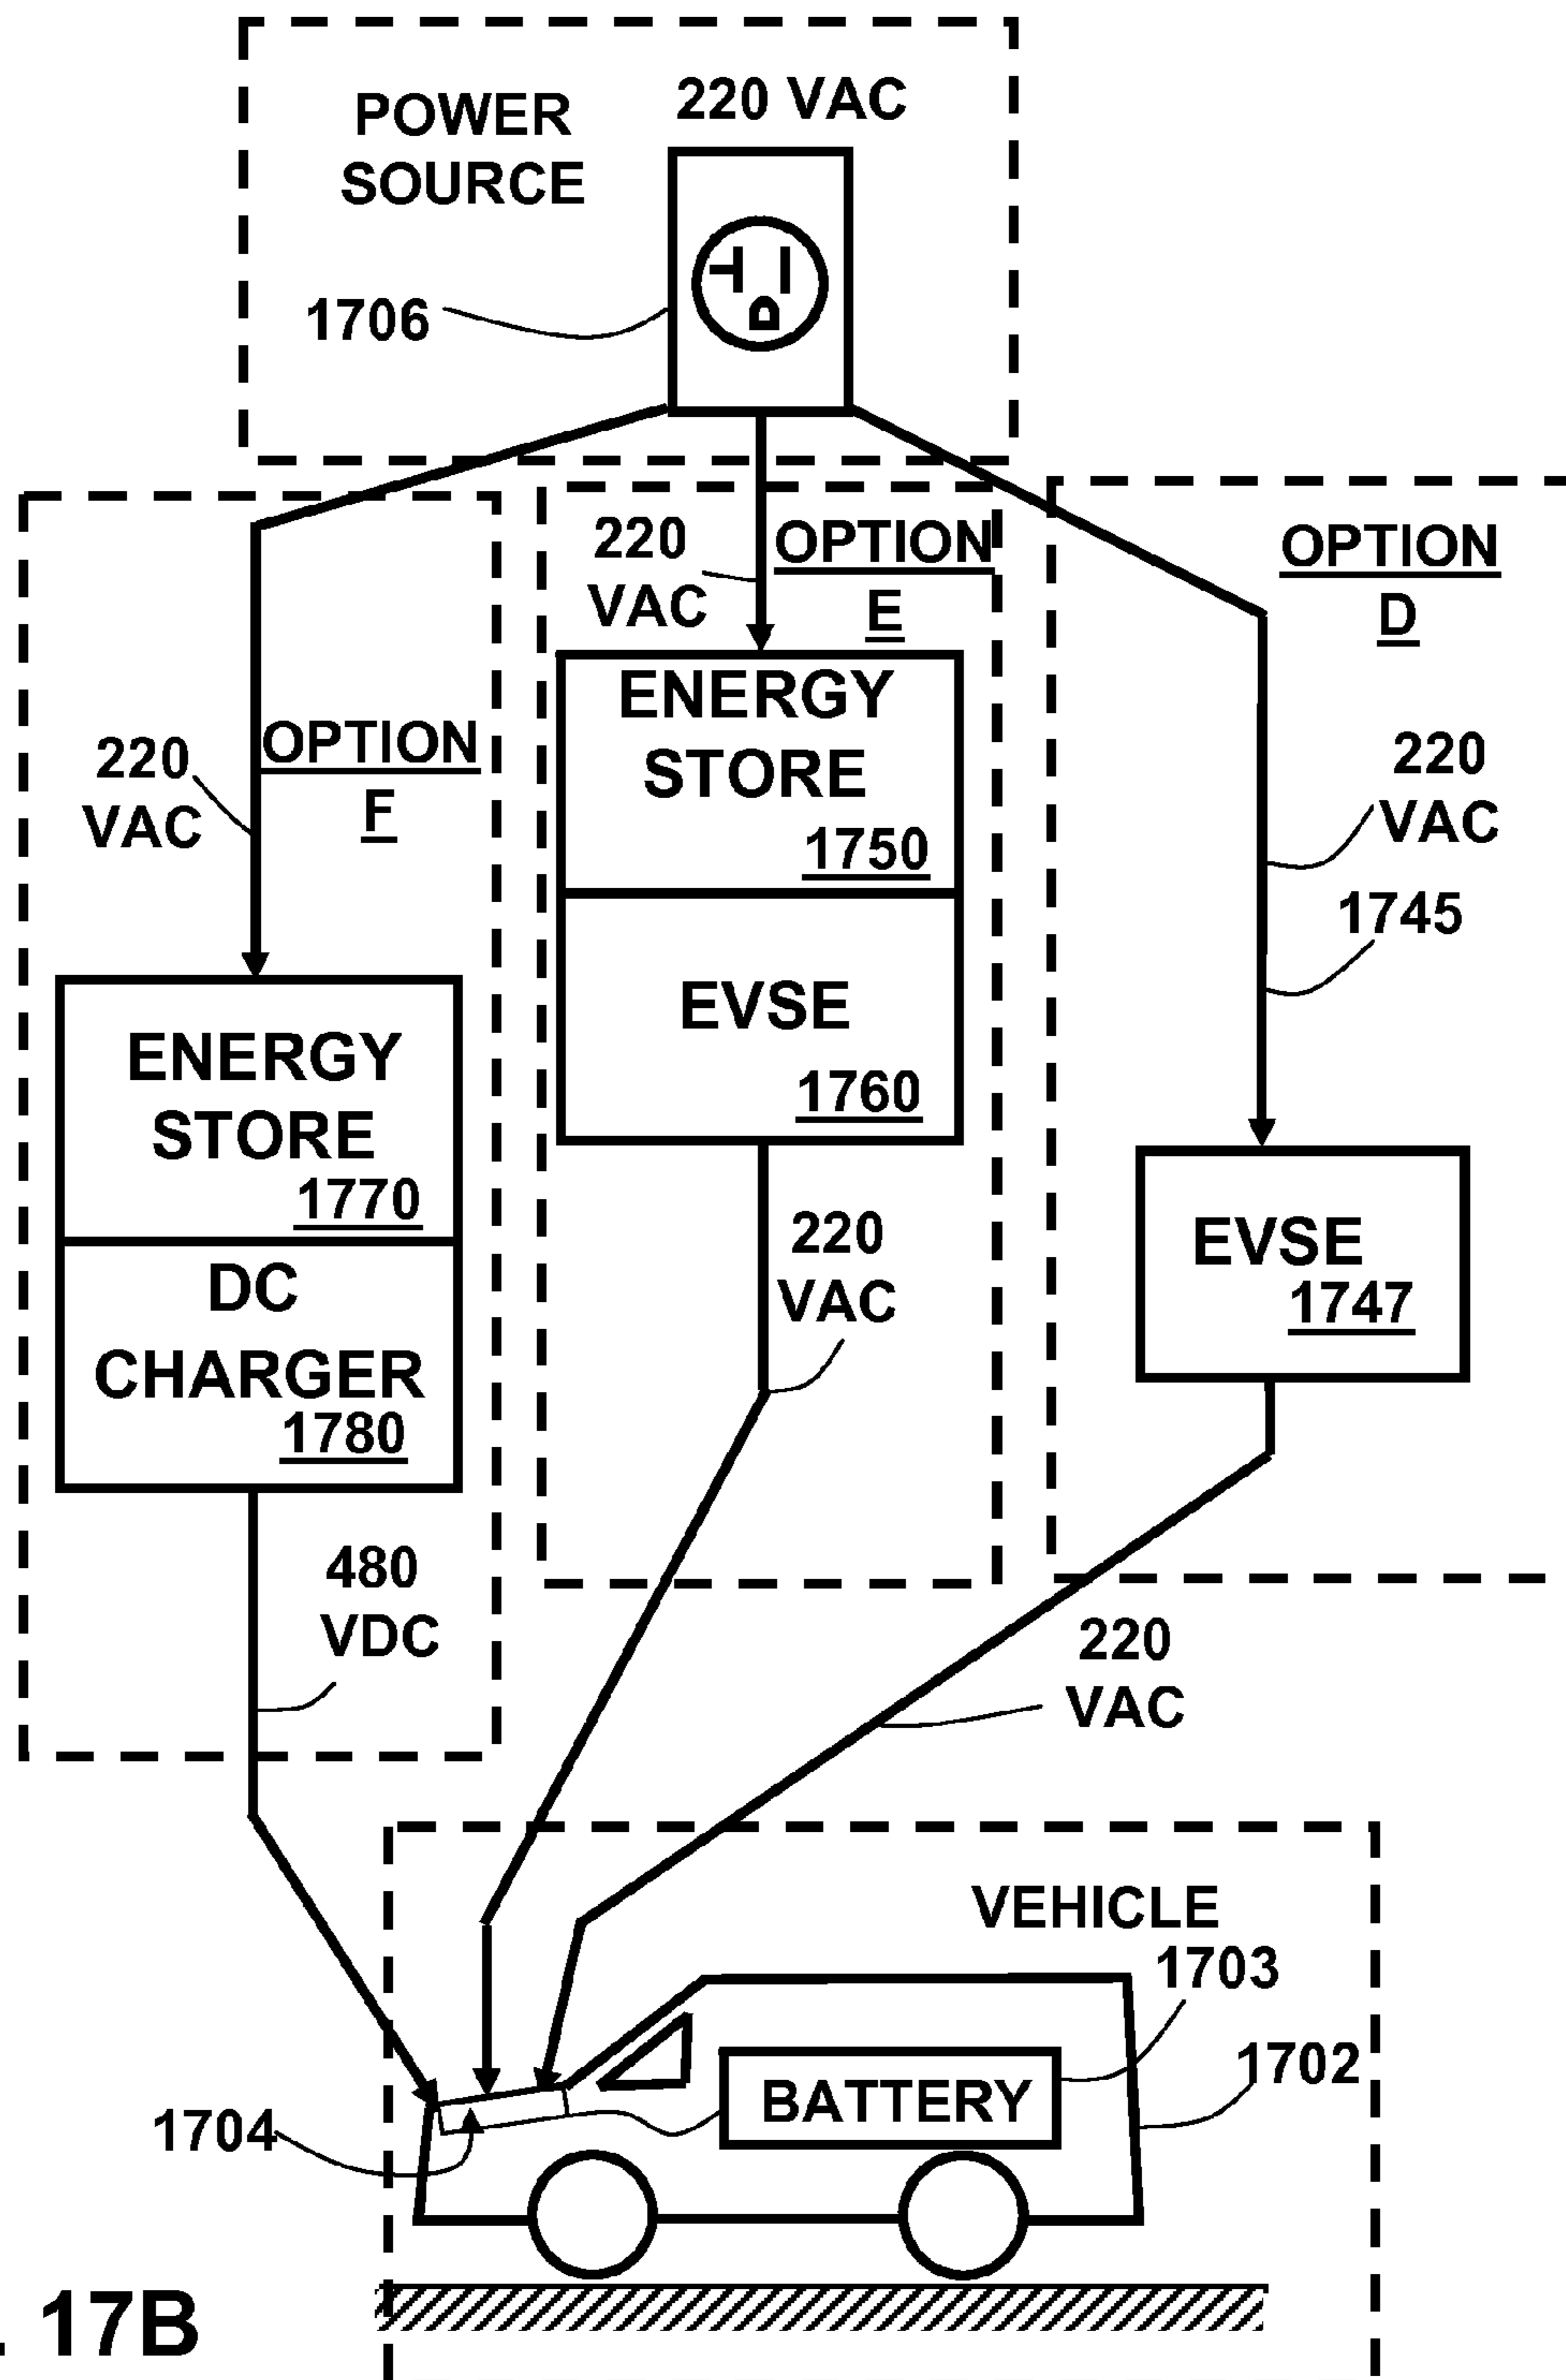 220 VAC
POWER
SOURCE
1706
220
VAC
OPTION
E
OPTION
D
220
VAC
OPTION
F
220
VAC
1745
ENERGY
STORE
1750
EVSE
1760
ENERGY
STORE
1770
DC
CHARGER
1780
220
VAC
EVSE
1747
480
VDC
220
VAC
VEHICLE
1703
1702
BATTERY
1704
. 17B